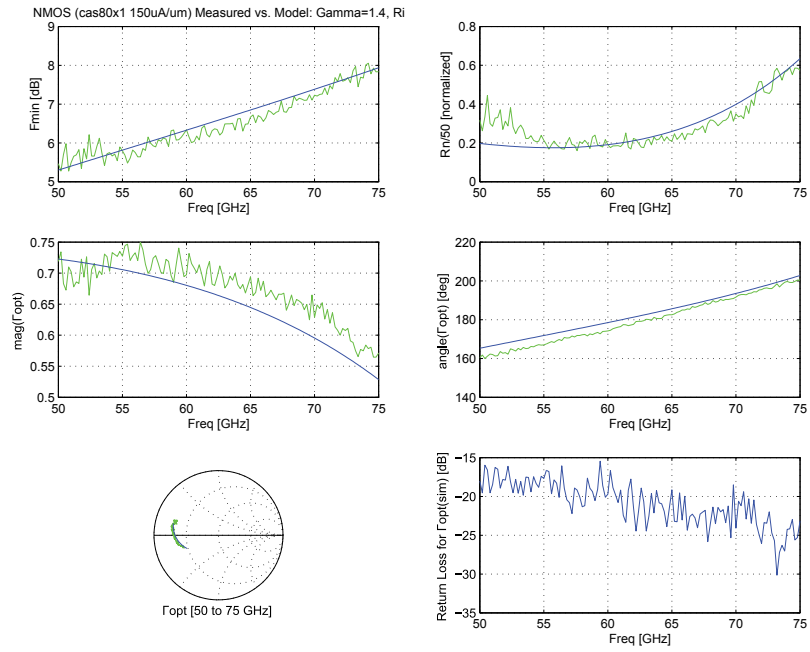 NMOS (cas80x1 150uA/um) Measured vs. Model: Gamma=1.4, Ri
Fmin [dB]
9
8
7
6
5
50 55 60 65 70 75
Freq [GHz]
Rn/50 [normalized]
0.8
0.6
0.4
0.2
0
50 55 60 65 70 75
Freq [GHz]
mag(Γopt)
0.75
0.7
0.65
0.6
0.55
0.5
50 55 60 65 70 75
Freq [GHz]
angle(Γopt) [deg]
220
200
180
160
140
50 55 60 65 70 75
Freq [GHz]
Γopt [50 to 75 GHz]
Return Loss for Γopt(sim) [dB]
−15
−20
−25
−30
−35
50 55 60 65 70 75
Freq [GHz]